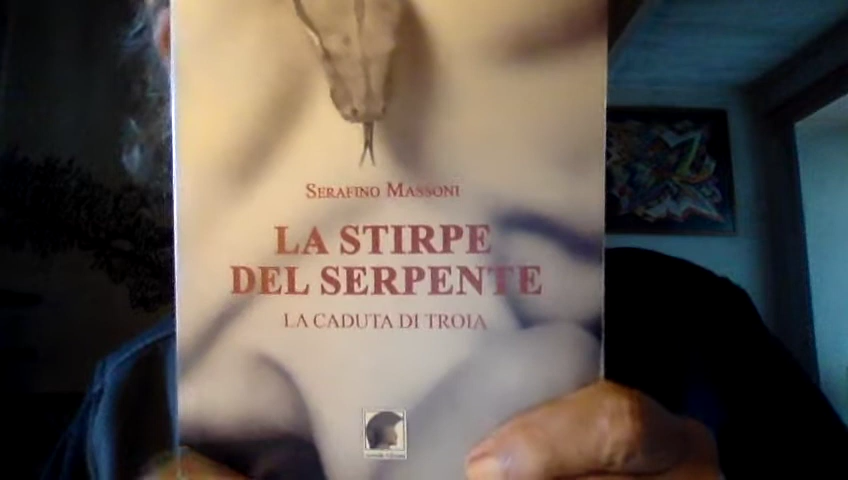 SERAFINO MASSONI
LA STIRPE
DEL SERPENTE
LA CADUTA DI TROIA